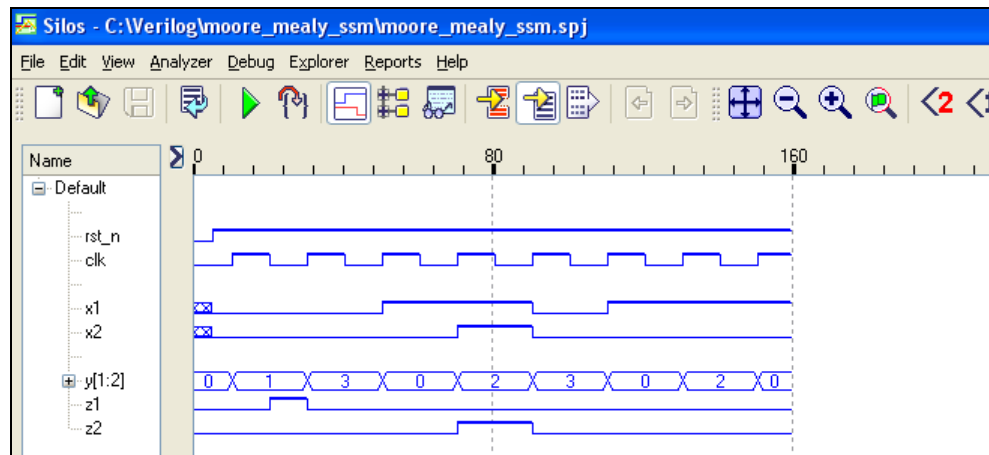 Silos - C:\Verilog\moore_mealy_ssm\moore_mealy_ssm.spj
File Edit View Analyzer Debug Explorer Reports Help
2
Name 0 80 160
Default
rst_n
clk
x1
x2
y[1:2] 0 1 3 0 2 3 0 2 0
z1
z2